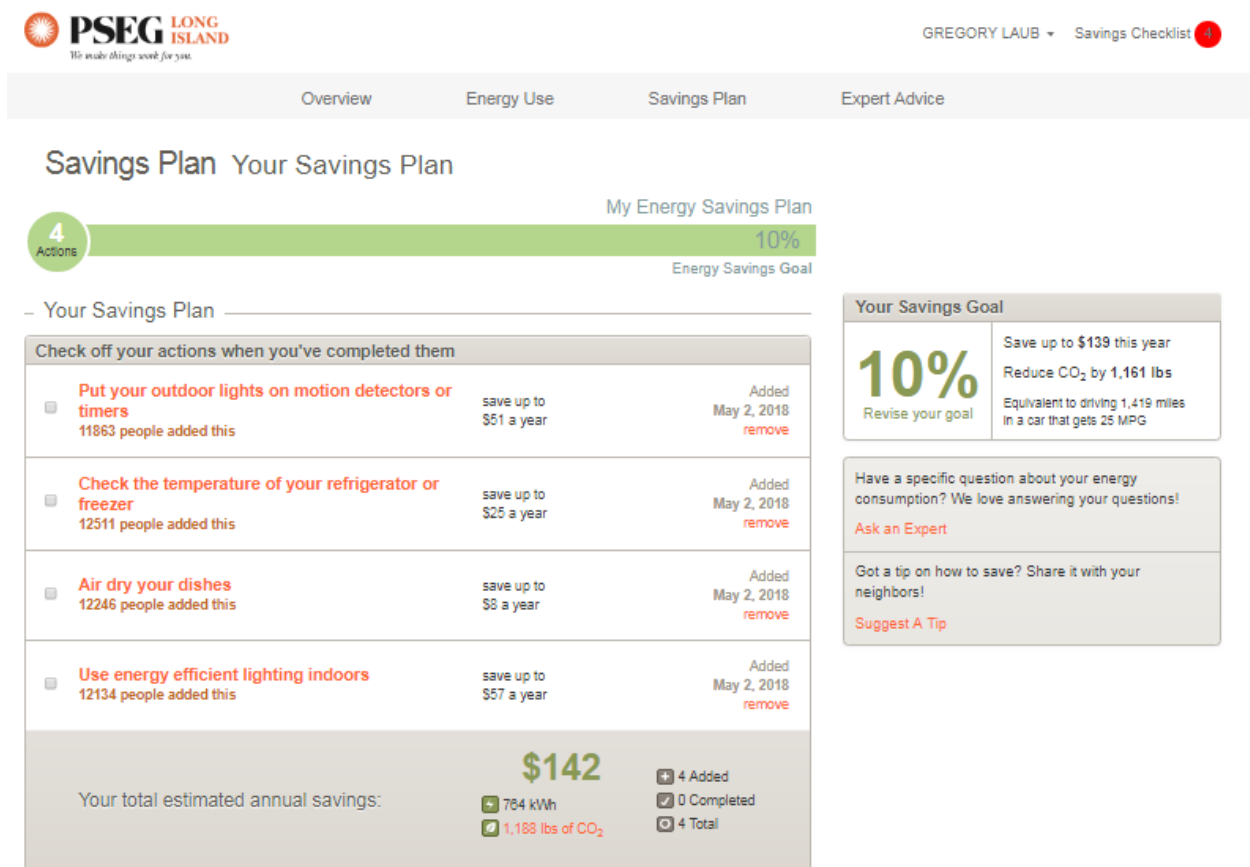 PSEG LONG ISLAND
We make things work for you.
GREGORY LAUB Savings Checklist 4
Overview Energy Use Savings Plan Expert Advice
Savings Plan Your Savings Plan
My Energy Savings Plan
4
Actions
10%
Energy Savings Goal
Your Savings Plan
Check off your actions when you've completed them
Put your outdoor lights on motion detectors or
timers
11863 people added this
save up to
$51 a year
Added
May 2, 2018
remove
Check the temperature of your refrigerator or
freezer
12511 people added this
save up to
$25 a year
Added
May 2, 2018
remove
Air dry your dishes
12246 people added this
save up to
$8 a year
Added
May 2, 2018
remove
Use energy efficient lighting indoors
12134 people added this
save up to
$57 a year
Added
May 2, 2018
remove
Your total estimated annual savings:
$142
764 kWh
1,188 lbs of CO2
4 Added
0 Completed
4 Total
Your Savings Goal
10%
Revise your goal
Save up to $139 this year
Reduce CO2 by 1,161 lbs
Equivalent to driving 1,419 miles
in a car that gets 25 MPG
Have a specific question about your energy
consumption? We love answering your questions!
Ask an Expert
Got a tip on how to save? Share it with your
neighbors!
Suggest A Tip